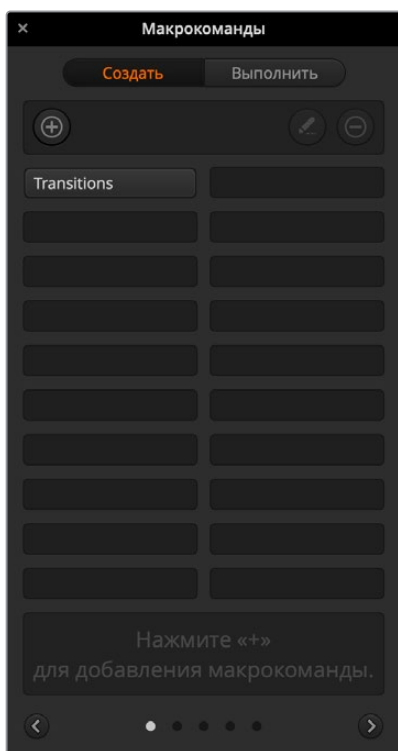 Макрокоманды
Создать Выполнить
Transitions
Нажмите «+»
для добавления макрокоманды.